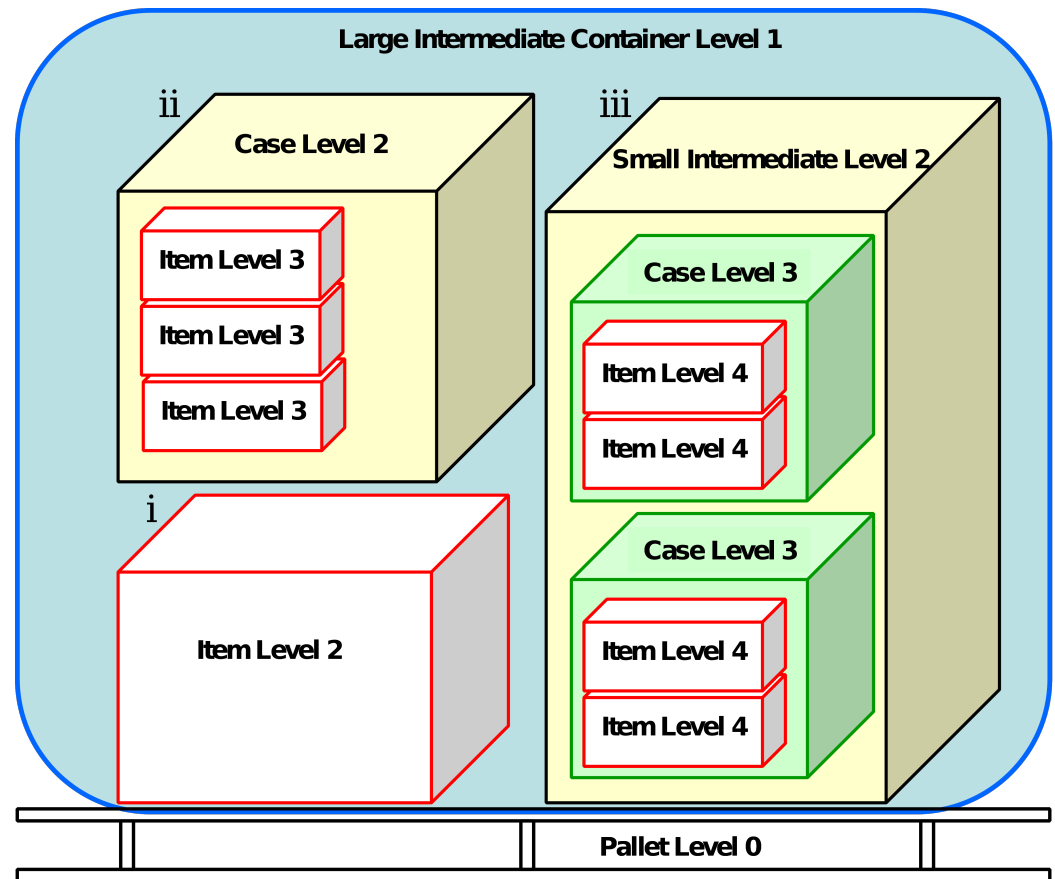 Large Intermediate Container Level 1
ii
Case Level 2
Item Level 3
Item Level 3
Item Level 3
i
Item Level 2
iii
Small Intermediate Level 2
Case Level 3
Item Level 4
Item Level 4
Case Level 3
Item Level 4
Item Level 4
Pallet Level 0